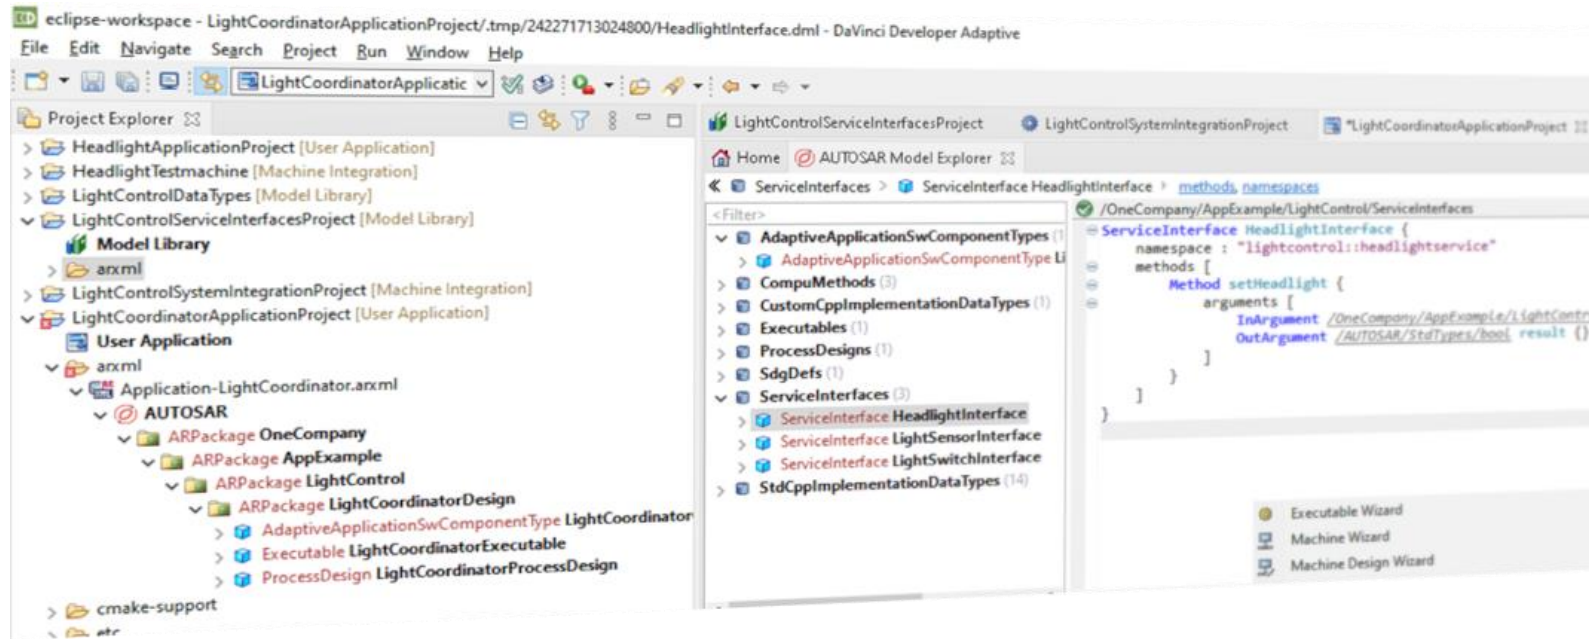 eclipse-workspace - LightCoordinatorApplicationProject/.tmp/242271713024800/HeadlightInterface.dml - DaVinci Developer Adaptive
File Edit Navigate Search Project Run Window Help
LightCoordinatorApplicatic
Project Explorer
HeadlightApplicationProject [User Application]
HeadlightTestmachine [Machine Integration]
LightControlDataTypes [Model Library]
LightControlServiceInterfacesProject [Model Library]
Model Library
arxml
LightControlSystemIntegrationProject [Machine Integration]
LightCoordinatorApplicationProject [User Application]
User Application
arxml
Application-LightCoordinator.arxml
AUTOSAR
ARPackage OneCompany
ARPackage AppExample
ARPackage LightControl
ARPackage LightCoordinatorDesign
AdaptiveApplicationSwComponentType LightCoordinator
Executable LightCoordinatorExecutable
ProcessDesign LightCoordinatorProcessDesign
cmake-support
etc
LightControlServiceInterfacesProject LightControlSystemIntegrationProject *LightCoordinatorApplicationProject
Home AUTOSAR Model Explorer
ServiceInterfaces > ServiceInterface HeadlightInterface methods, namespaces
<Filter>
AdaptiveApplicationSwComponentTypes (1
AdaptiveApplicationSwComponentType Li
CompuMethods (3)
CustomCppImplementationDataTypes (1)
Executables (1)
ProcessDesigns (1)
SdgDefs (1)
ServiceInterfaces (3)
ServiceInterface HeadlightInterface
ServiceInterface LightSensorInterface
ServiceInterface LightSwitchInterface
StdCppImplementationDataTypes (14)
/OneCompany/AppExample/LightControl/ServiceInterfaces
ServiceInterface HeadlightInterface {
namespace : "lightcontrol::headlightservice"
methods [
Method setHeadlight {
arguments [
InArgument /OneCompany/AppExample/LightContr
OutArgument /AUTOSAR/StdTypes/bool result {}
]
}
]
}
Executable Wizard
Machine Wizard
Machine Design Wizard